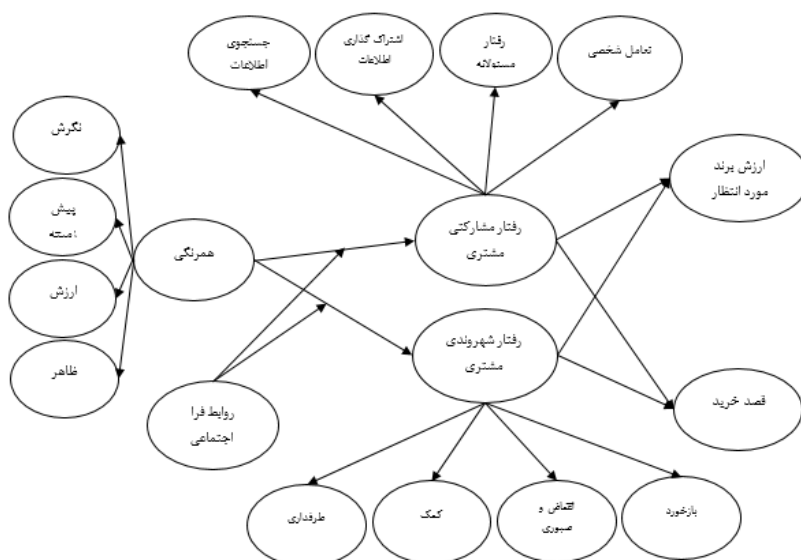 تعامل شخصی
رفتار
مسئولانه
اشتراک گذاری
اطلاعات
جستجوی
اطلاعات
ارزش برند
مورد انتظار
رفتار مشارکتی
مشتری
همرنگی
نگرش
پیش
ارزش
ظاهر
رفتار شهروندی
مشتری
قصد خرید
روابط فرا
اجتماعی
بازخورد
اغماض و
صبوری
کمک
طرفداری